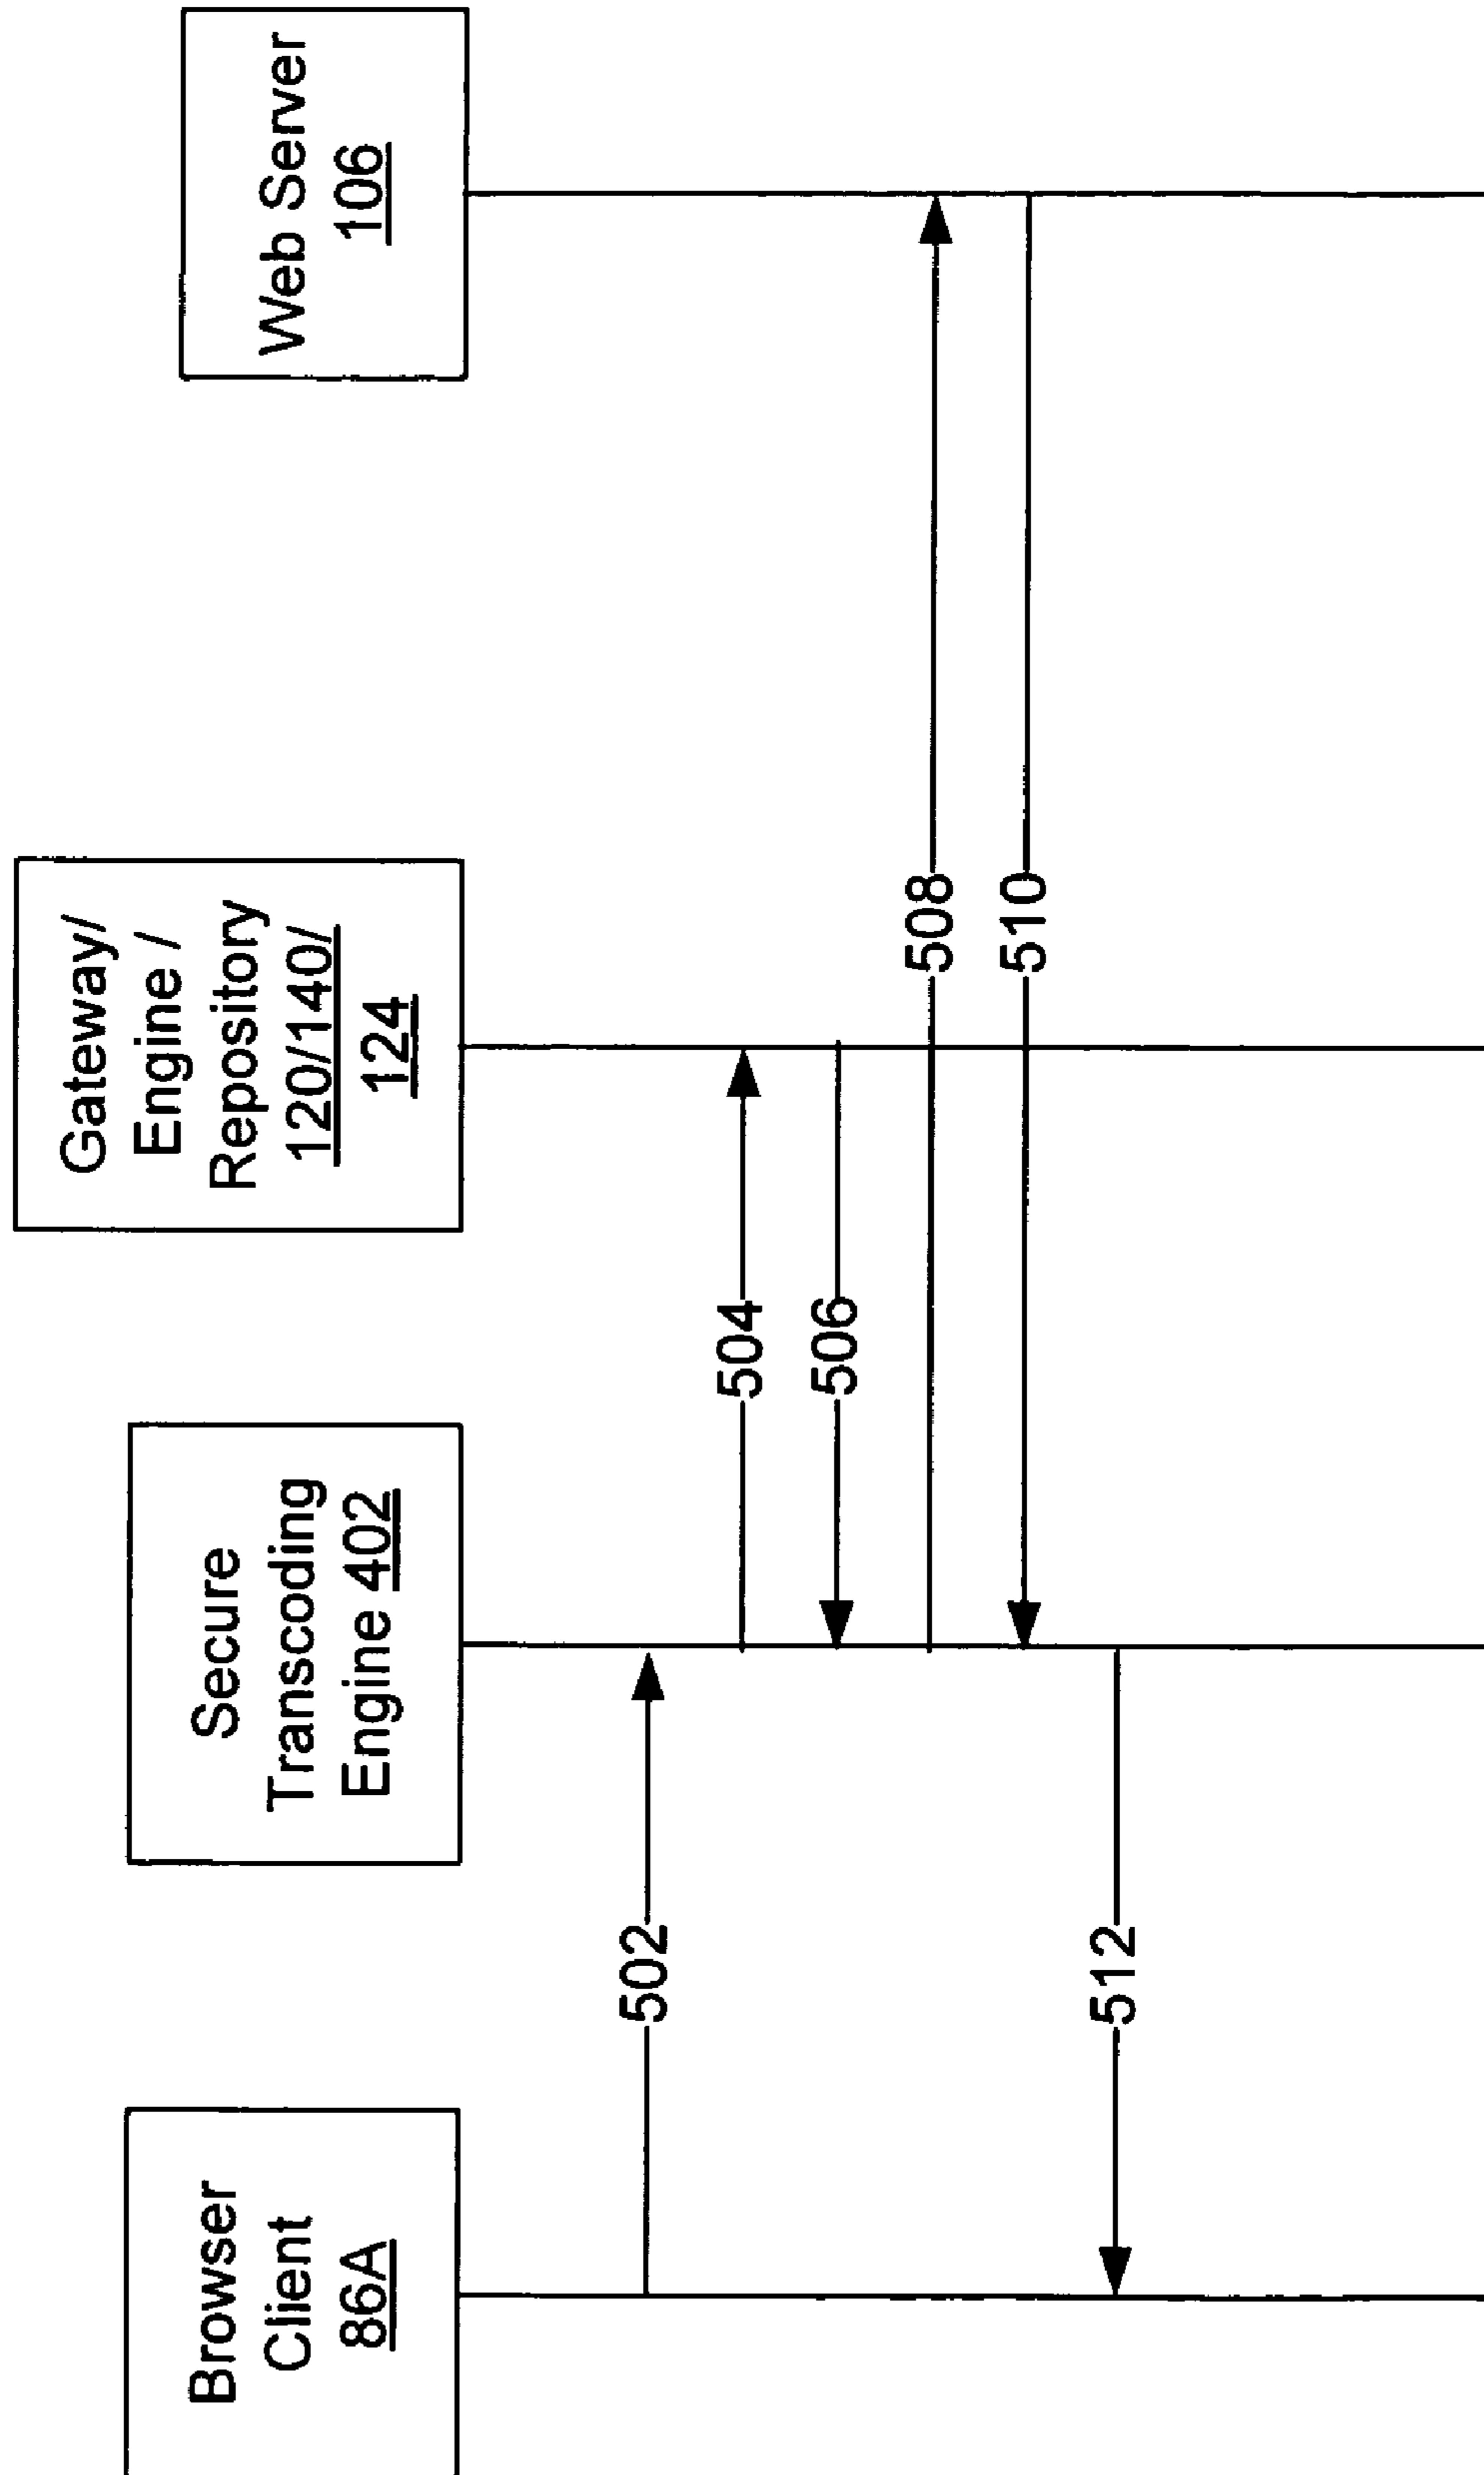 Browser
Client
86A
Secure
Transcoding
Engine 402
Gateway/
Engine /
Repository
120/140/
124
Web Server
106
502
504
506
508
510
512